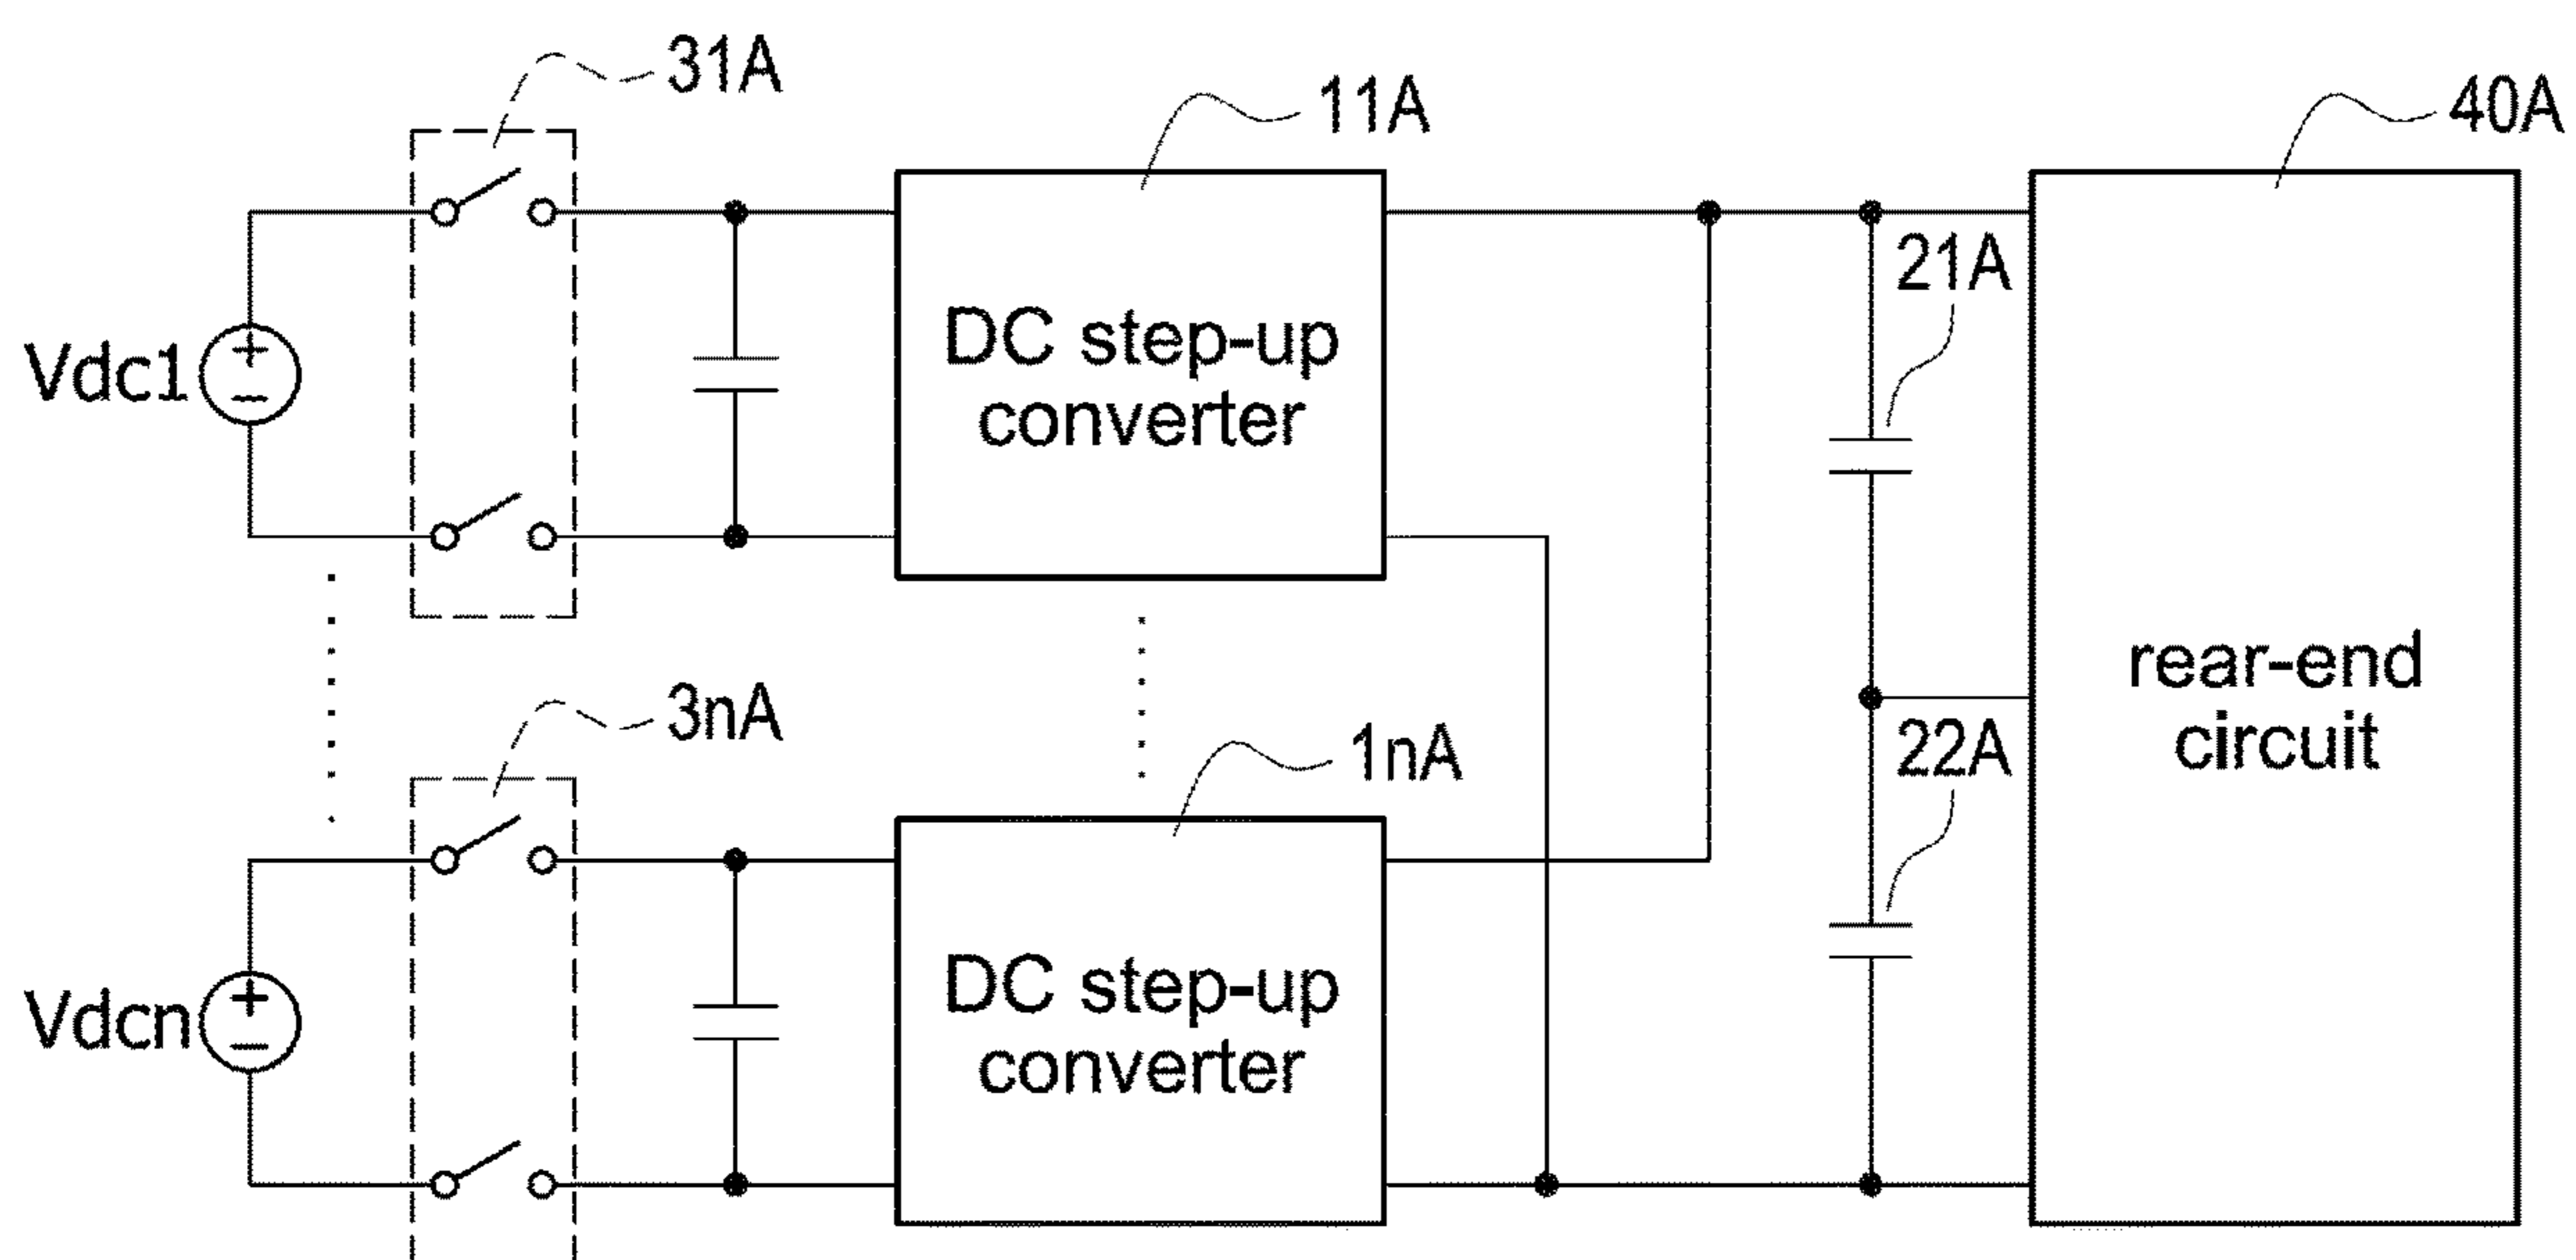 31A
11A
40A
21A
Vdc1
DC step-up
converter
rear-end
circuit
3nA
1nA
22A
Vdcn
DC step-up
converter